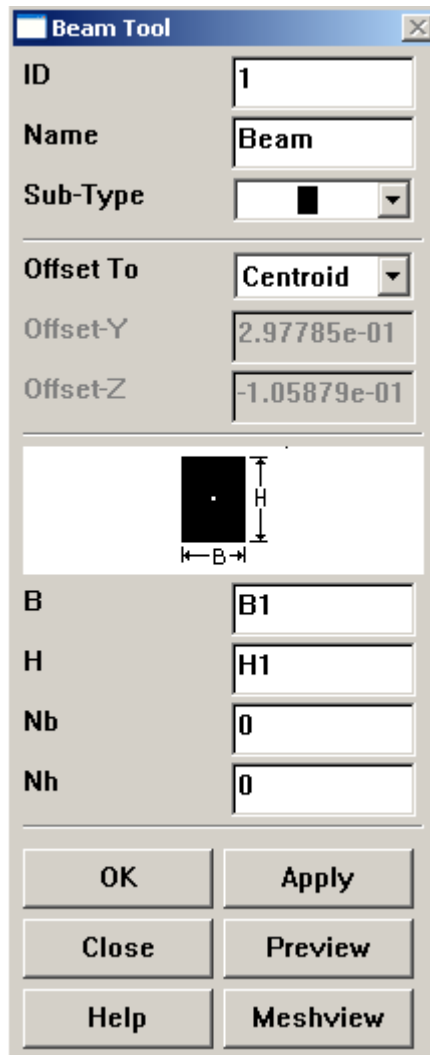 Beam Tool
ID 1
Name Beam
Sub-Type
Offset To Centroid
Offset-Y 2.97785e-01
Offset-Z -1.05879e-01
H
B
B B1
H H1
Nb 0
Nh 0
OK Apply
Close Preview
Help Meshview